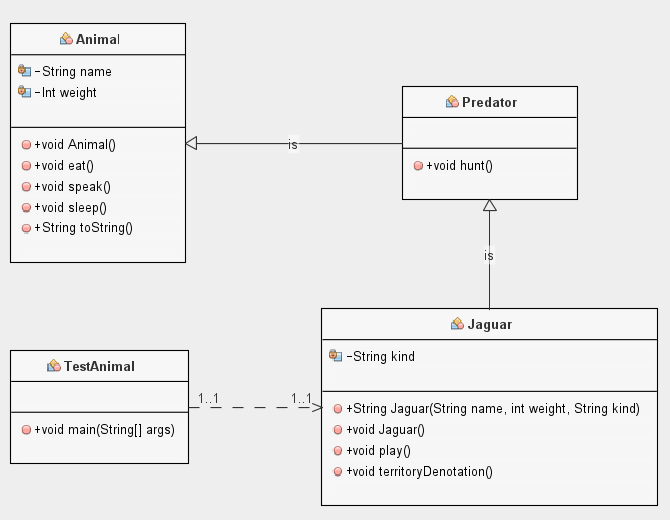 Animal
-String name
-Int weight
+void Animal()
+void eat()
+void speak()
+void sleep()
+String toString()
is
Predator
+void hunt()
is
Jaguar
-String kind
+String Jaguar(String name, int weight, String kind)
+void Jaguar()
+void play()
+void territoryDenotation()
TestAnimal
+void main(String[] args)
1..1
1..1